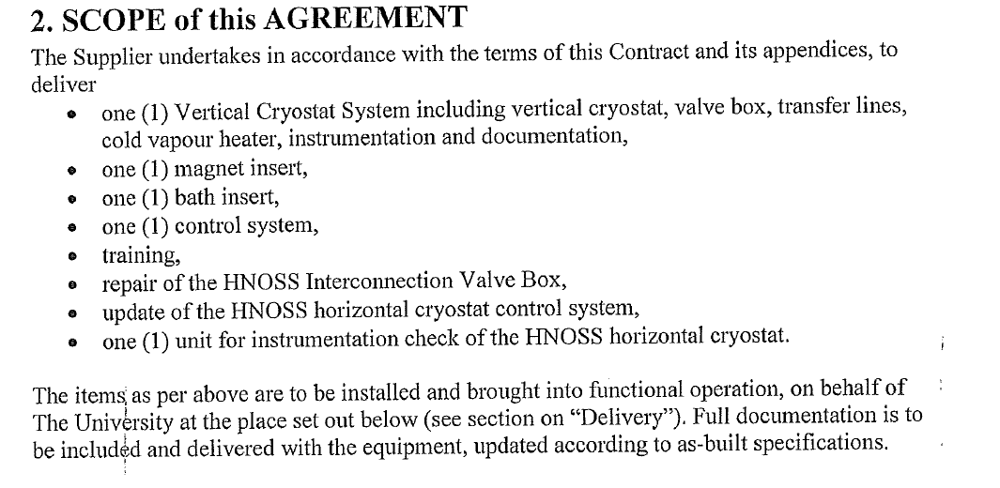 2. SCOPE of this AGREEMENT
The Supplier undertakes in accordance with the terms of this Contract and its appendices, to
deliver
• one (1) Vertical Cryostat System including vertical cryostat, valve box, transfer lines,
cold vapour heater, instrumentation and documentation,
• one (1) magnet insert,
• one (1) bath insert,
• one (1) control system,
• training,
• repair of the HNOSS Interconnection Valve Box,
• update of the HNOSS horizontal cryostat control system,
• one (1) unit for instrumentation check of the HNOSS horizontal cryostat.
The items as per above are to be installed and brought into functional operation, on behalf of
The University at the place set out below (see section on “Delivery”). Full documentation is to
be included and delivered with the equipment, updated according to as-built specifications.